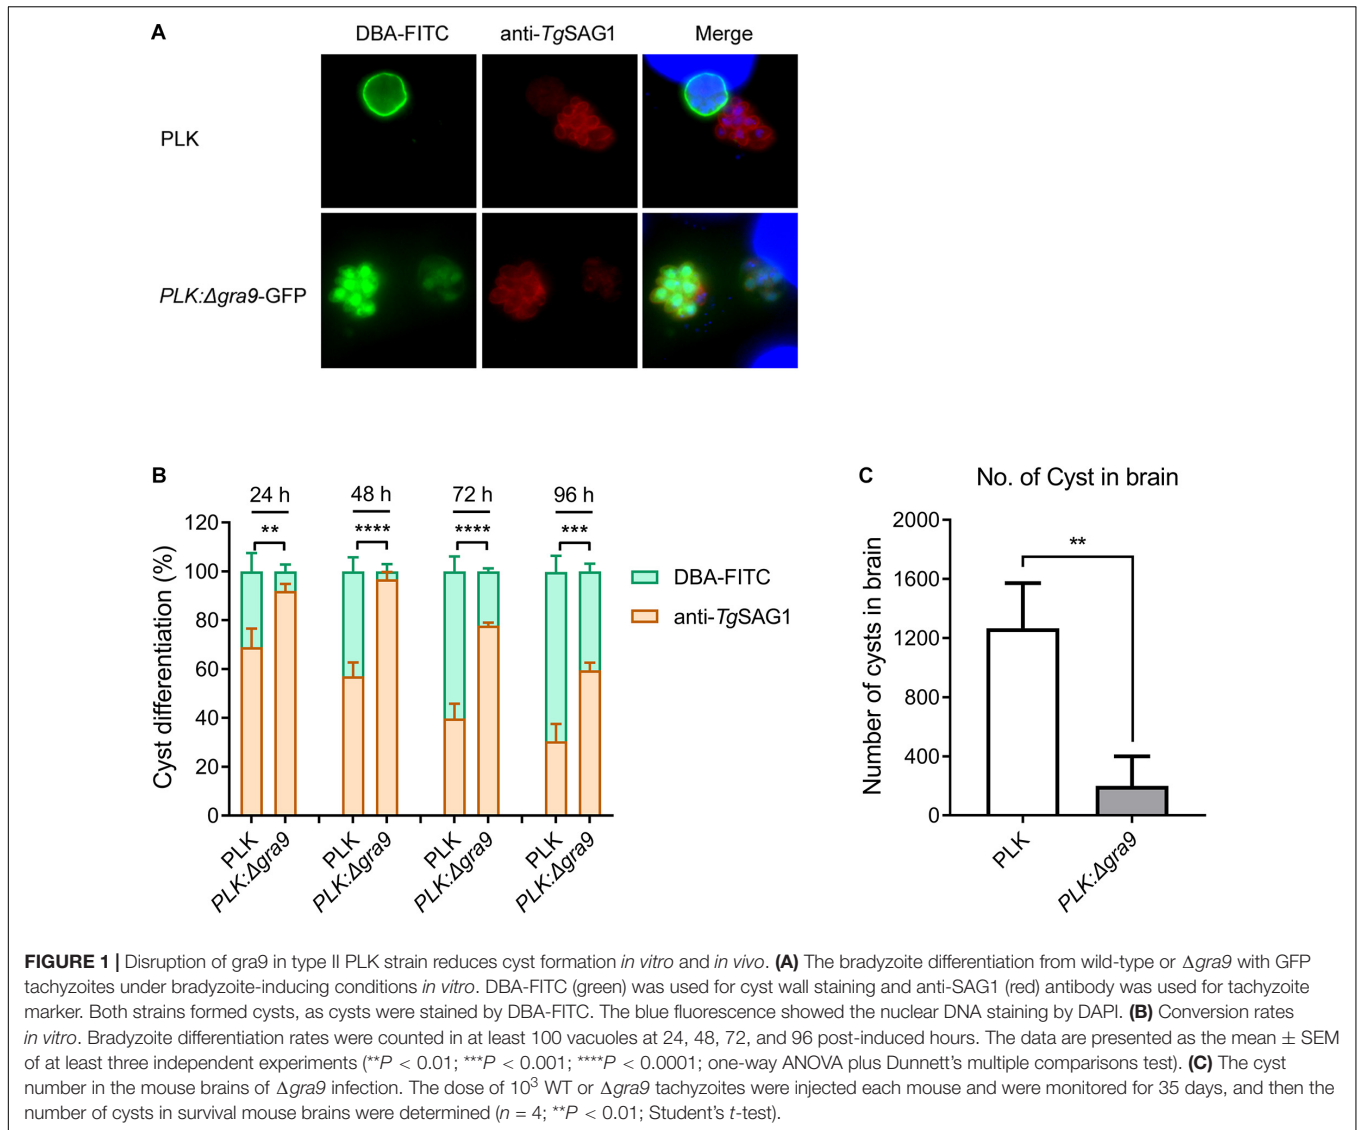 A
DBA-FITC
anti-TgSAG1
Merge
PLK
PLK:Δgra9-GFP
B
24 h
48 h
72 h
96 h
**
****
****
***
Cyst differentiation (%)
120
100
80
60
40
20
0
PLK
PLK:Δgra9
PLK
PLK:Δgra9
PLK
PLK:Δgra9
PLK
PLK:Δgra9
DBA-FITC
anti-TgSAG1
C
No. of Cyst in brain
**
Number of cysts in brain
2000
1600
1200
800
400
0
PLK
PLK:Δgra9
FIGURE 1 | Disruption of gra9 in type II PLK strain reduces cyst formation in vitro and in vivo. (A) The bradyzoite differentiation from wild-type or Δgra9 with GFP
tachyzoites under bradyzoite-inducing conditions in vitro. DBA-FITC (green) was used for cyst wall staining and anti-SAG1 (red) antibody was used for tachyzoite
marker. Both strains formed cysts, as cysts were stained by DBA-FITC. The blue fluorescence showed the nuclear DNA staining by DAPI. (B) Conversion rates
in vitro. Bradyzoite differentiation rates were counted in at least 100 vacuoles at 24, 48, 72, and 96 post-induced hours. The data are presented as the mean ± SEM
of at least three independent experiments (**P < 0.01; ***P < 0.001; ****P < 0.0001; one-way ANOVA plus Dunnett's multiple comparisons test). (C) The cyst
number in the mouse brains of Δgra9 infection. The dose of 10³ WT or Δgra9 tachyzoites were injected each mouse and were monitored for 35 days, and then the
number of cysts in survival mouse brains were determined (n = 4; **P < 0.01; Student's t-test).